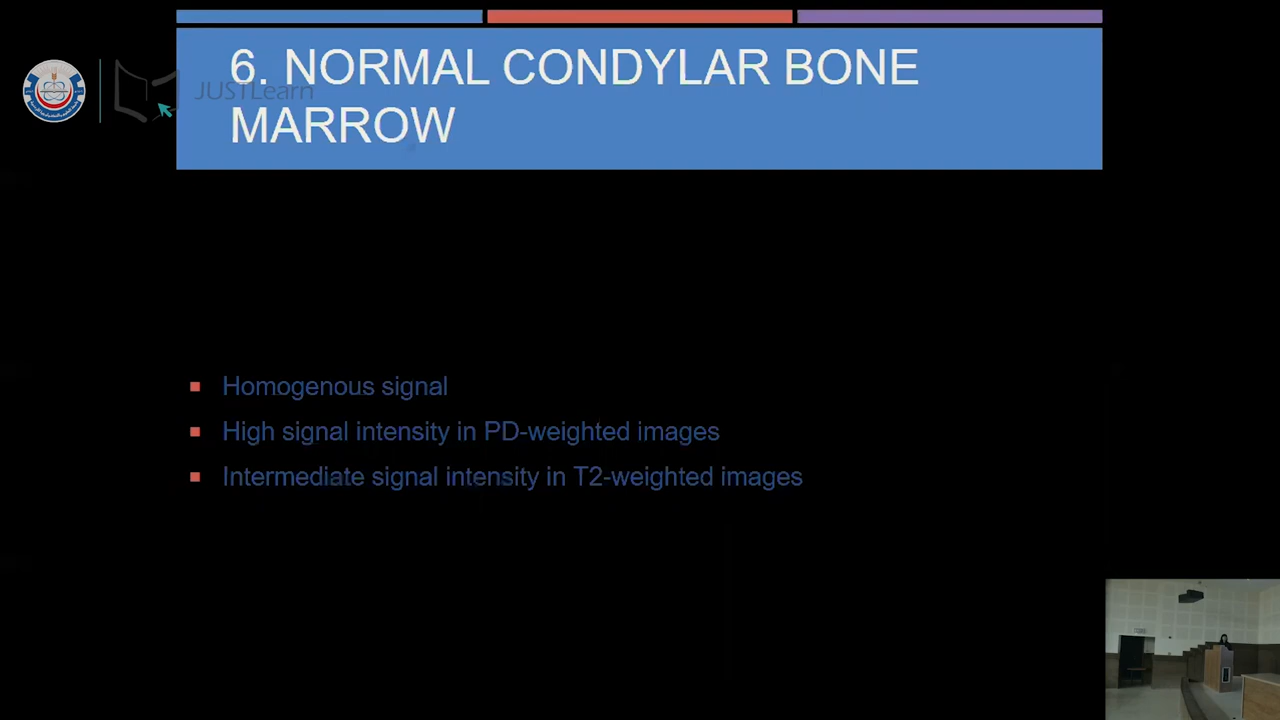 6. NORMAL CONDYLAR BONE
MARROW
JUSTLearn
Homogenous signal
High signal intensity in PD-weighted images
Intermediate signal intensity in T2-weighted images